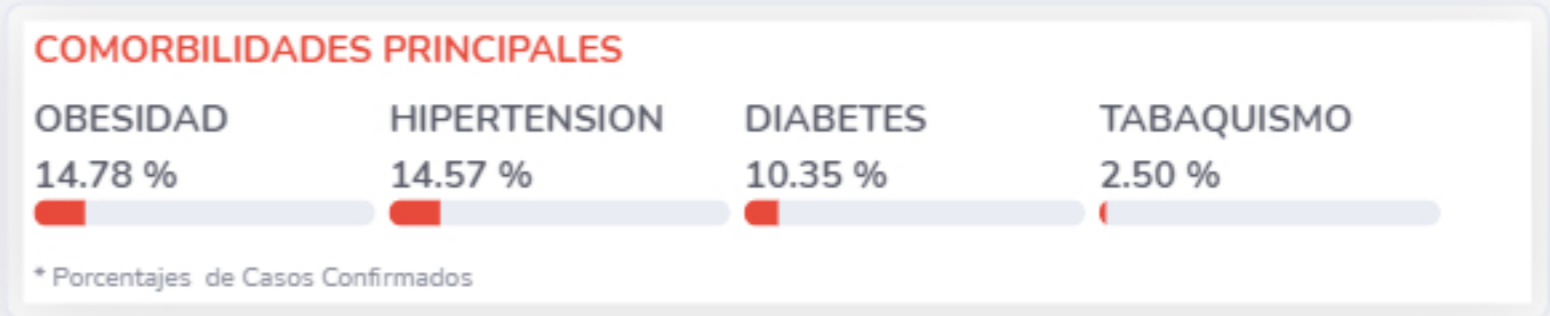 COMORBILIDADES PRINCIPALES
OBESIDAD HIPERTENSION DIABETES TABAQUISMO
14.78 % 14.57 % 10.35 % 2.50 %
* Porcentajes de Casos Confirmados